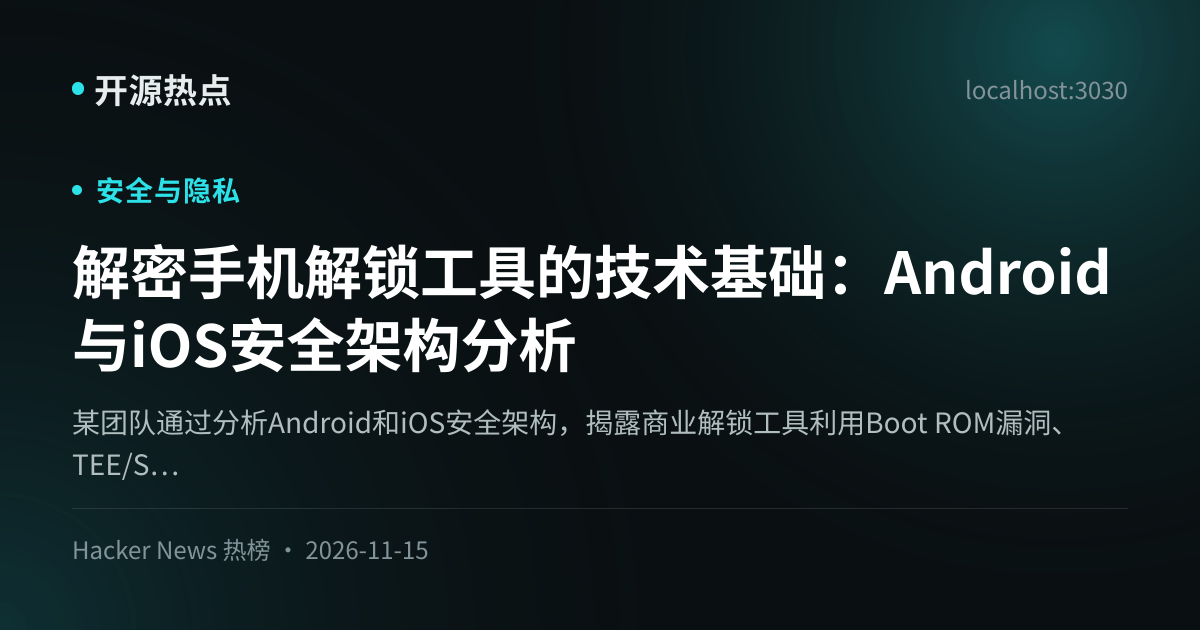 开源热点
localhost:3030
安全与隐私
解密手机解锁工具的技术基础：Android
与iOS安全架构分析
某团队通过分析Android和iOS安全架构，揭露商业解锁工具利用Boot ROM漏洞、
TEE/S…
Hacker News 热榜 · 2026-11-15